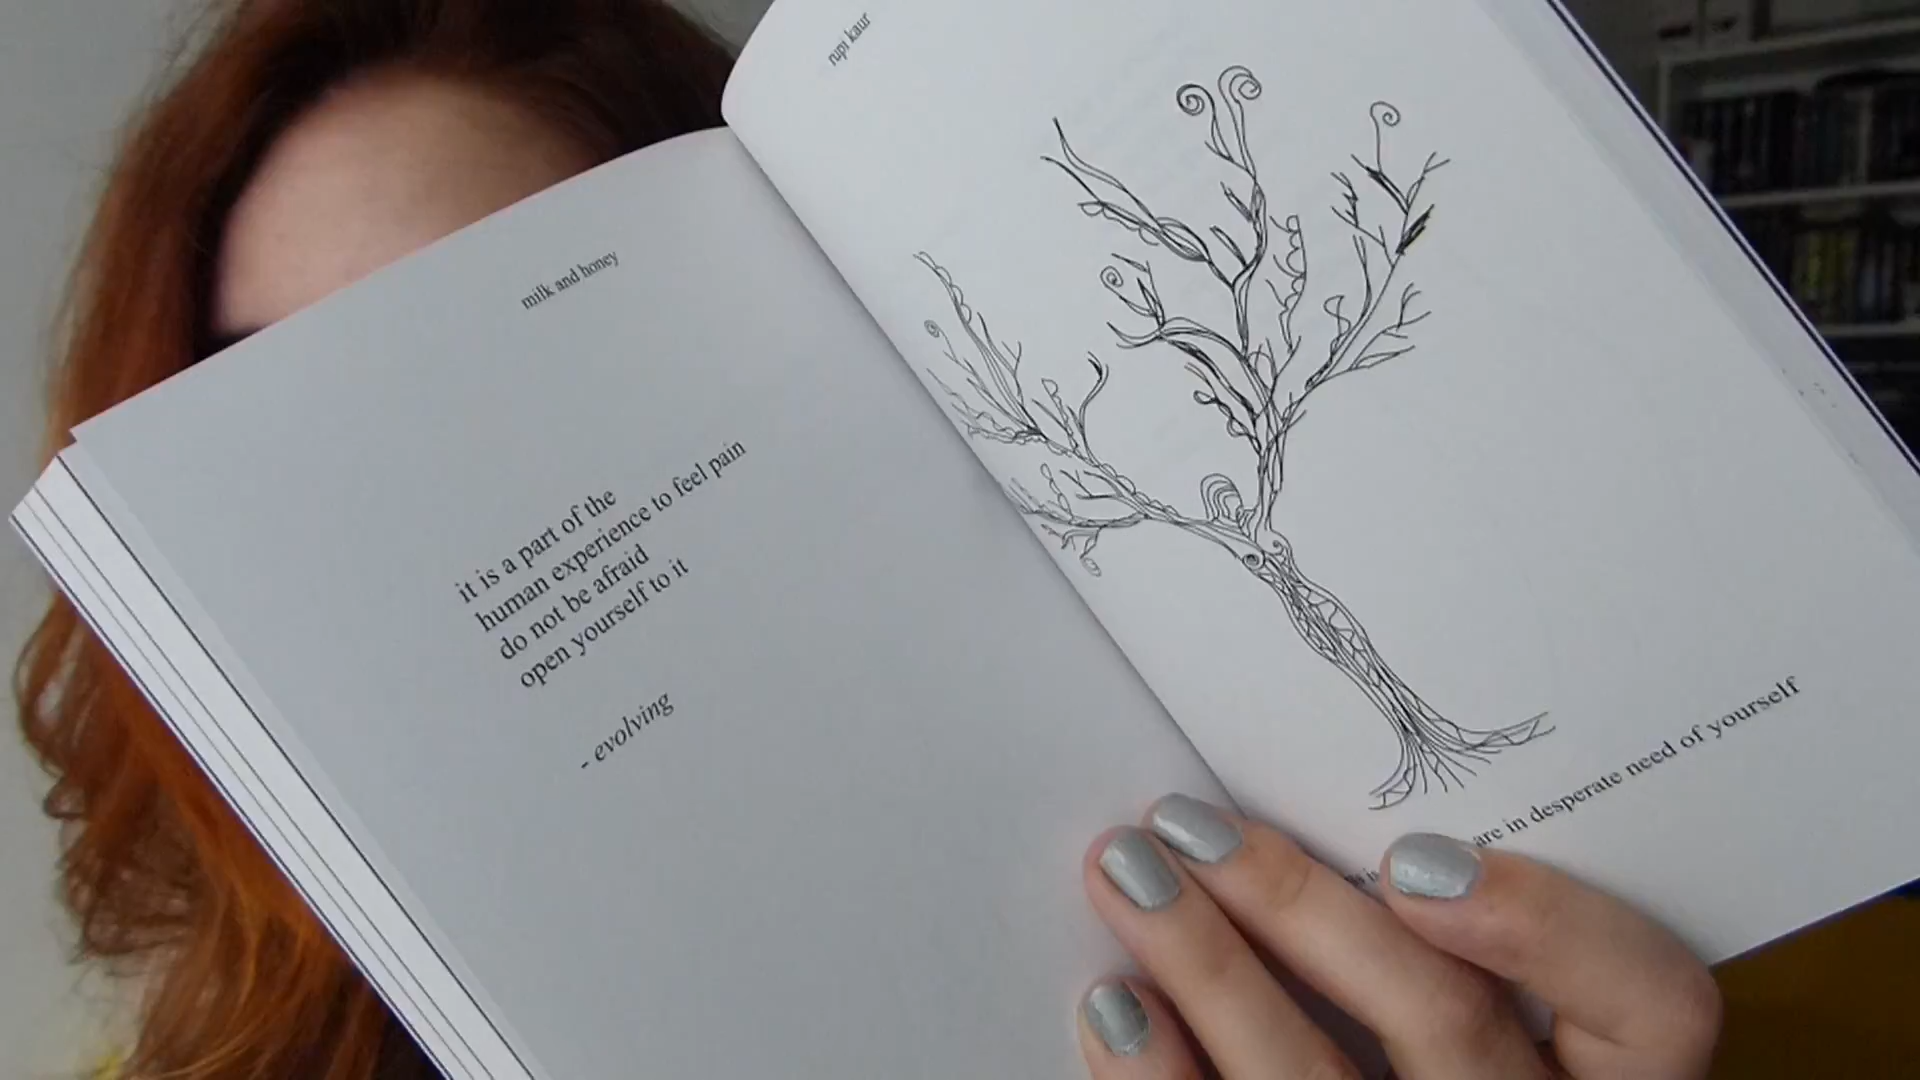 milk and honey
it is a part of the
human experience to feel pain
do not be afraid
open yourself to it
- evolving
rupi kaur
are in desperate need of yourself